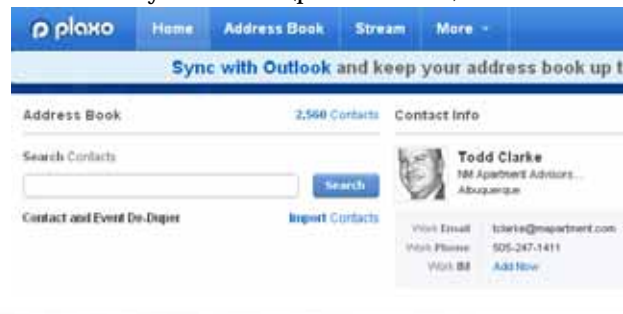 plaxo Home Address Book Stream More
Sync with Outlook and keep your address book up t
Address Book 2,560 Contacts
Search Contacts
Search
Contact and Event De-Duper Import Contacts
Contact Info
Todd Clarke
NM Apartment Advisors...
Albuquerque
Work Email tclarke@nmapartment.com
Work Phone 505-247-1411
Work IM Add Now